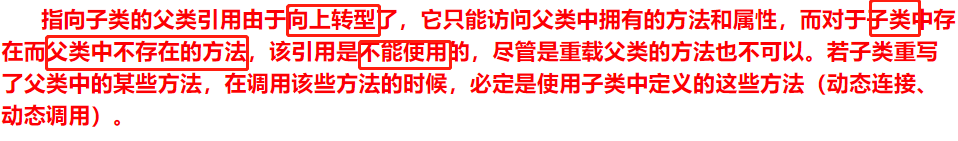 指向子类的父类引用由于向上转型了，它只能访问父类中拥有的方法和属性，而对于子类中存
在而父类中不存在的方法，该引用是不能使用的，尽管是重载父类的方法也不可以。若子类重写
了父类中的某些方法，在调用该些方法的时候，必定是使用子类中定义的这些方法（动态连接、
动态调用）。